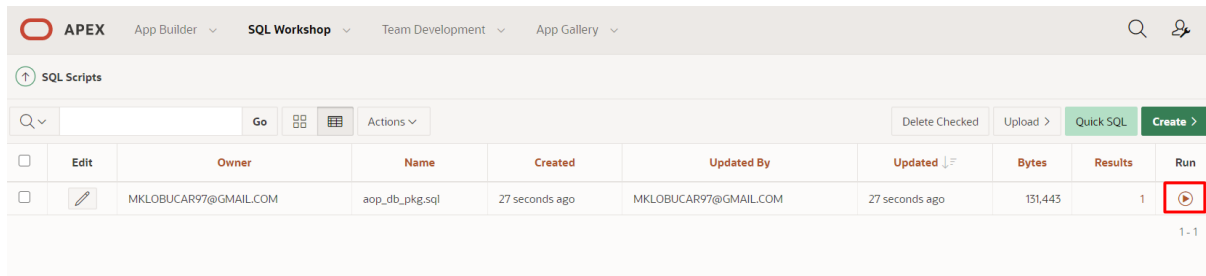 APEX App Builder SQL Workshop Team Development App Gallery
SQL Scripts
Go Actions Delete Checked Upload > Quick SQL Create >
Edit Owner Name Created Updated By Updated Bytes Results Run
MKLOBUCAR97@GMAIL.COM aop_db_pkg.sql 27 seconds ago MKLOBUCAR97@GMAIL.COM 27 seconds ago 131,443 1
1 - 1